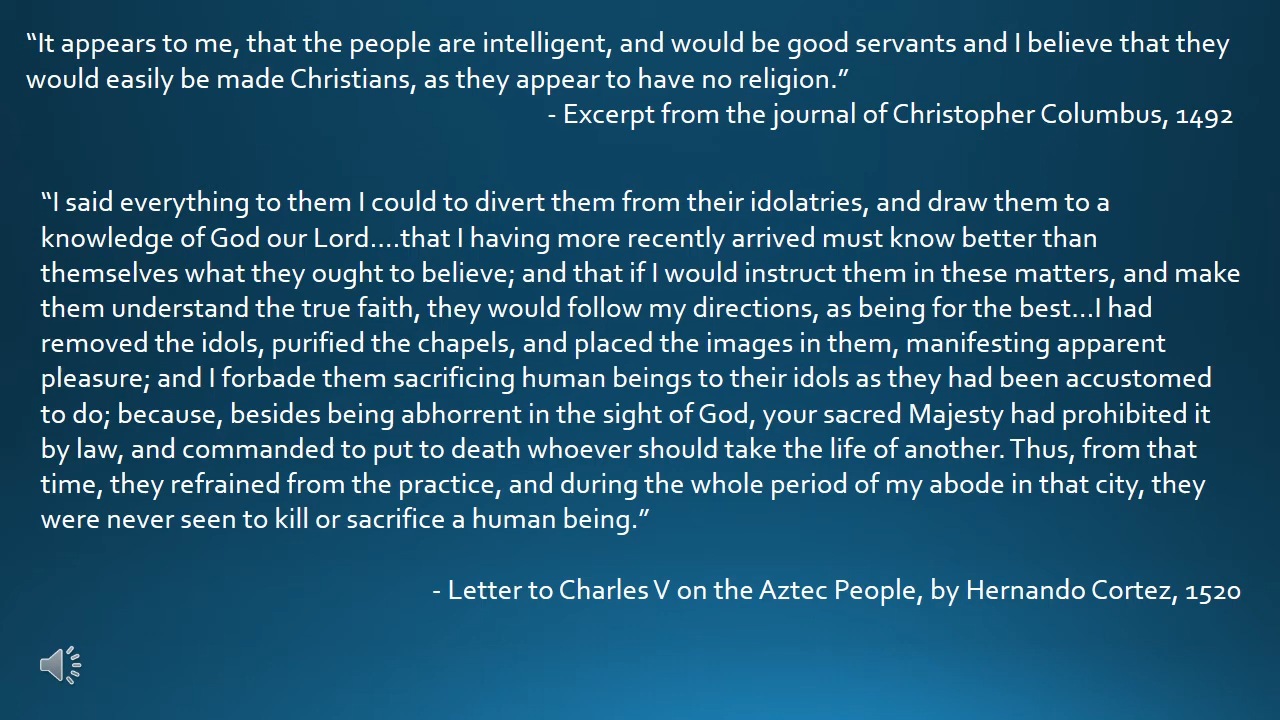 “It appears to me, that the people are intelligent, and would be good servants and I believe that they
would easily be made Christians, as they appear to have no religion.”
- Excerpt from the journal of Christopher Columbus, 1492
“I said everything to them I could to divert them from their idolatries, and draw them to a
knowledge of God our Lord....that I having more recently arrived must know better than
themselves what they ought to believe; and that if I would instruct them in these matters, and make
them understand the true faith, they would follow my directions, as being for the best...I had
removed the idols, purified the chapels, and placed the images in them, manifesting apparent
pleasure; and I forbade them sacrificing human beings to their idols as they had been accustomed
to do; because, besides being abhorrent in the sight of God, your sacred Majesty had prohibited it
by law, and commanded to put to death whoever should take the life of another. Thus, from that
time, they refrained from the practice, and during the whole period of my abode in that city, they
were never seen to kill or sacrifice a human being.”
- Letter to Charles V on the Aztec People, by Hernando Cortez, 1520